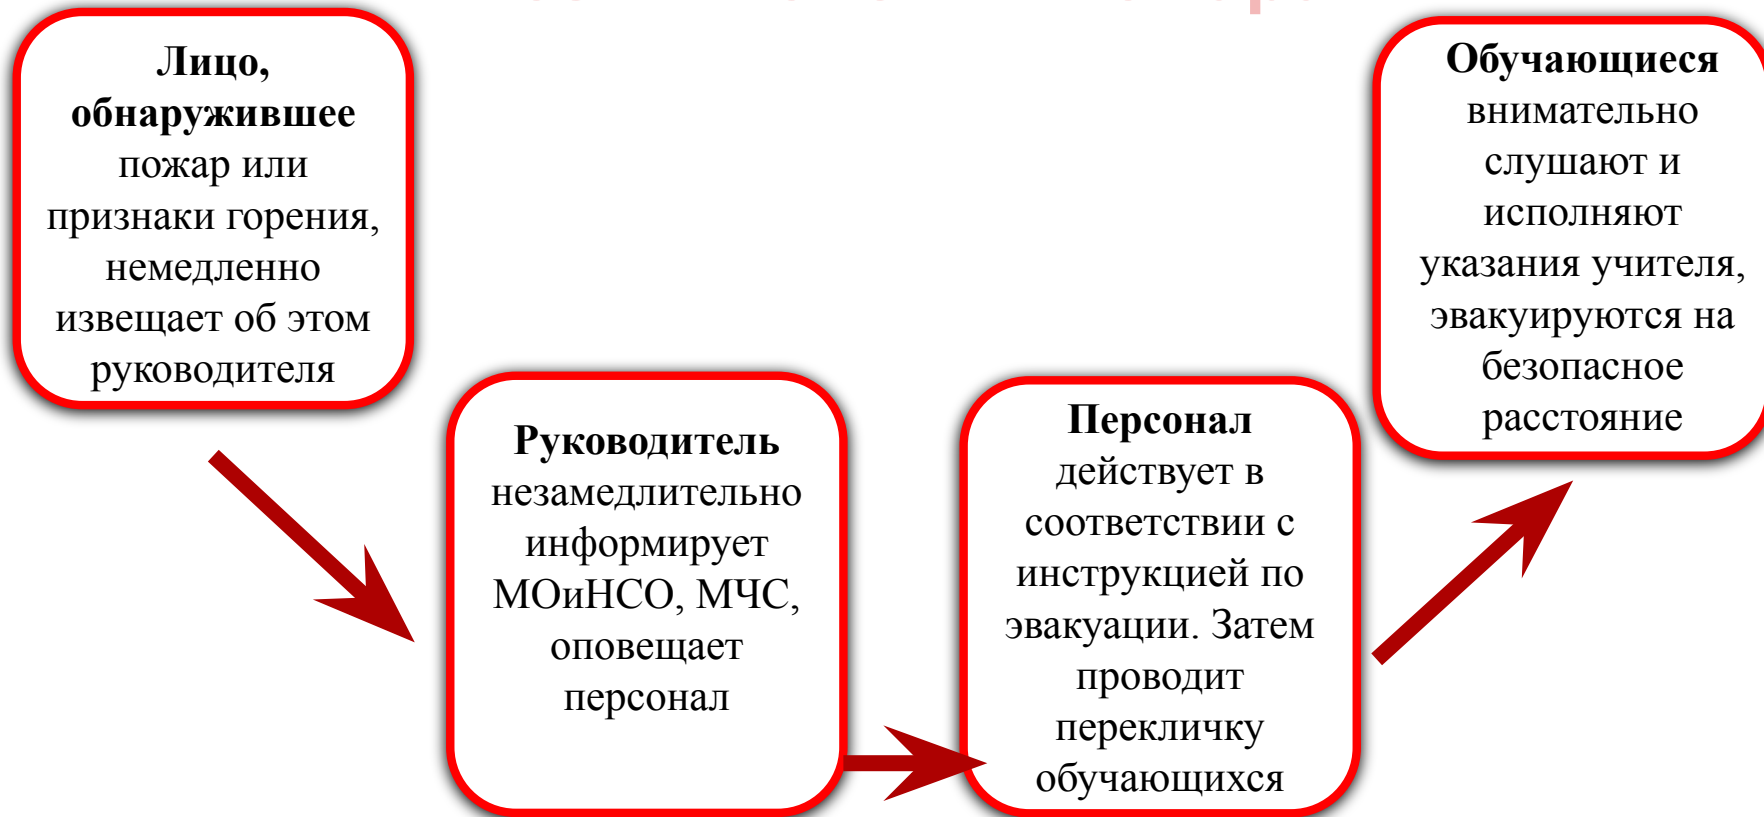 Лицо,
обнаружившее
пожар или
признаки горения,
немедленно
извещает об этом
руководителя
Руководитель
незамедлительно
информирует
МОиНСО, МЧС,
оповещает
персонал
Персонал
действует в
соответствии с
инструкцией по
эвакуации. Затем
проводит
перекличку
обучающихся
Обучающиеся
внимательно
слушают и
исполняют
указания учителя,
эвакуируются на
безопасное
расстояние